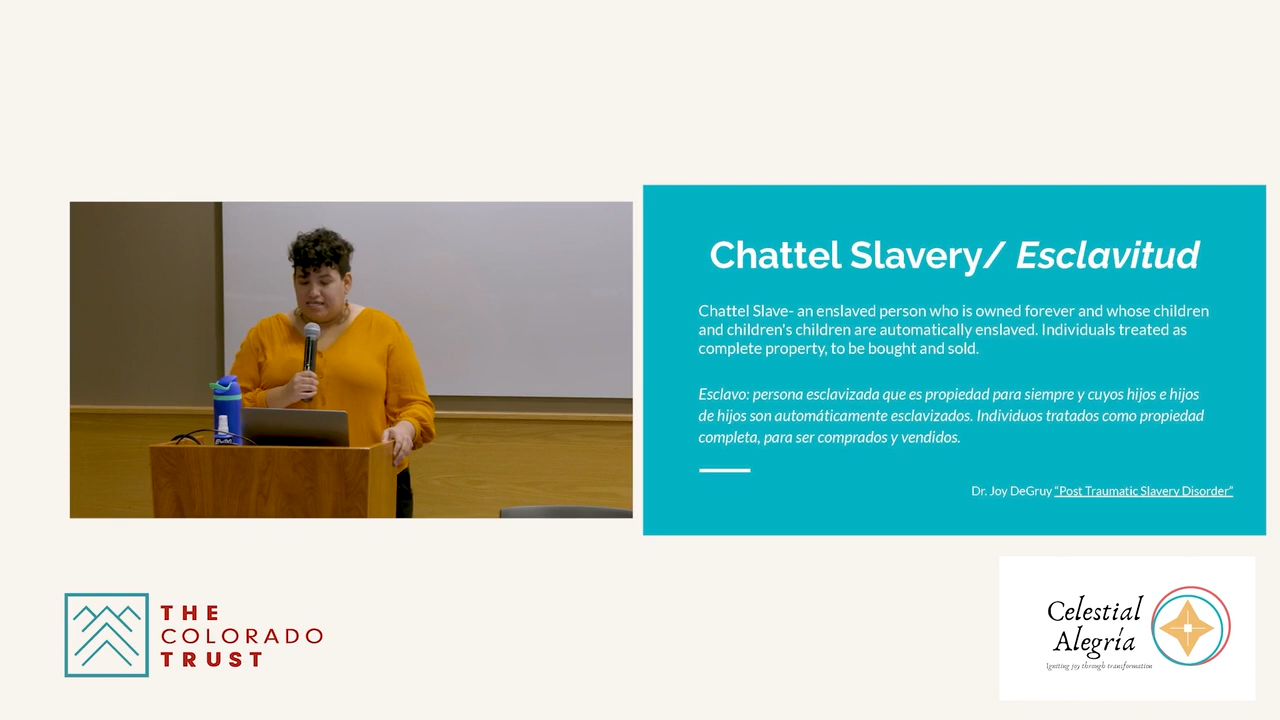 Chattel Slavery/ Esclavitud
Chattel Slave- an enslaved person who is owned forever and whose children
and children's children are automatically enslaved. Individuals treated as
complete property, to be bought and sold.
Esclavo: persona esclavizada que es propiedad para siempre y cuyos hijos e hijos
de hijos son automáticamente esclavizados. Individuos tratados como propiedad
completa, para ser comprados y vendidos.
Dr. Joy DeGruy “Post Traumatic Slavery Disorder“
THE
COLORADO
TRUST
Celestial
Alegría
Igniting joy through transformation